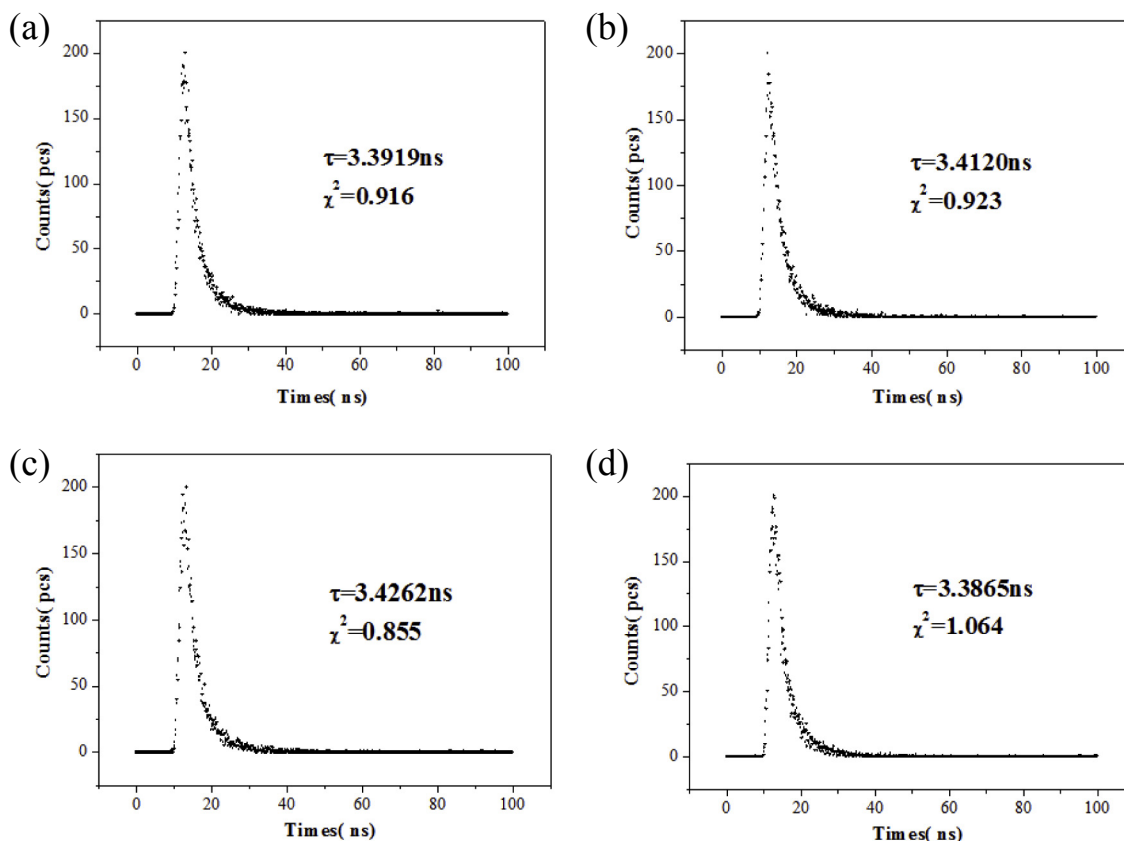 (a)
200
150
100
50
0
Counts( pcs)
τ=3.3919ns
χ²=0.916
0 20 40 60 80 100
Times( ns)
(b)
200
150
100
50
0
Counts( pcs)
τ=3.4120ns
χ²=0.923
0 20 40 60 80 100
Times( ns)
(c)
200
150
100
50
0
Counts( pcs)
τ=3.4262ns
χ²=0.855
0 20 40 60 80 100
Times( ns)
(d)
200
150
100
50
0
Counts( pcs)
τ=3.3865ns
χ²=1.064
0 20 40 60 80 100
Times( ns)